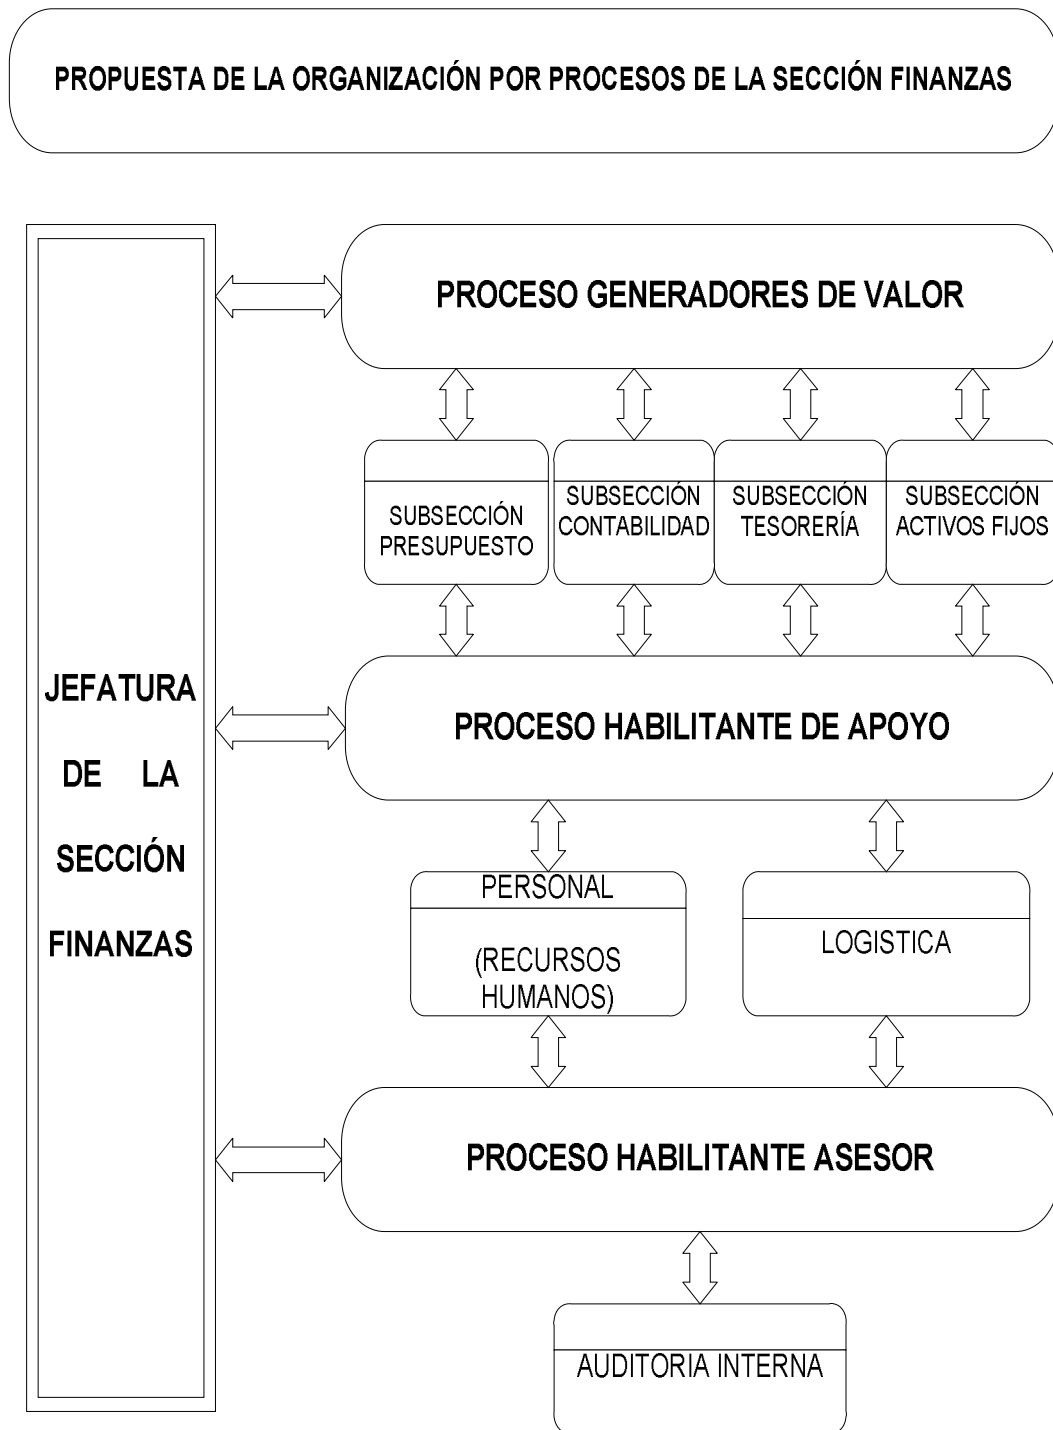 PROPUESTA DE LA ORGANIZACIÓN POR PROCESOS DE LA SECCIÓN FINANZAS
JEFATURA
DE LA
SECCIÓN
FINANZAS
PROCESO GENERADORES DE VALOR
SUBSECCIÓN
PRESUPUESTO
SUBSECCIÓN
CONTABILIDAD
SUBSECCIÓN
TESORERÍA
SUBSECCIÓN
ACTIVOS FIJOS
PROCESO HABILITANTE DE APOYO
PERSONAL
(RECURSOS
HUMANOS)
LOGISTICA
PROCESO HABILITANTE ASESOR
AUDITORIA INTERNA